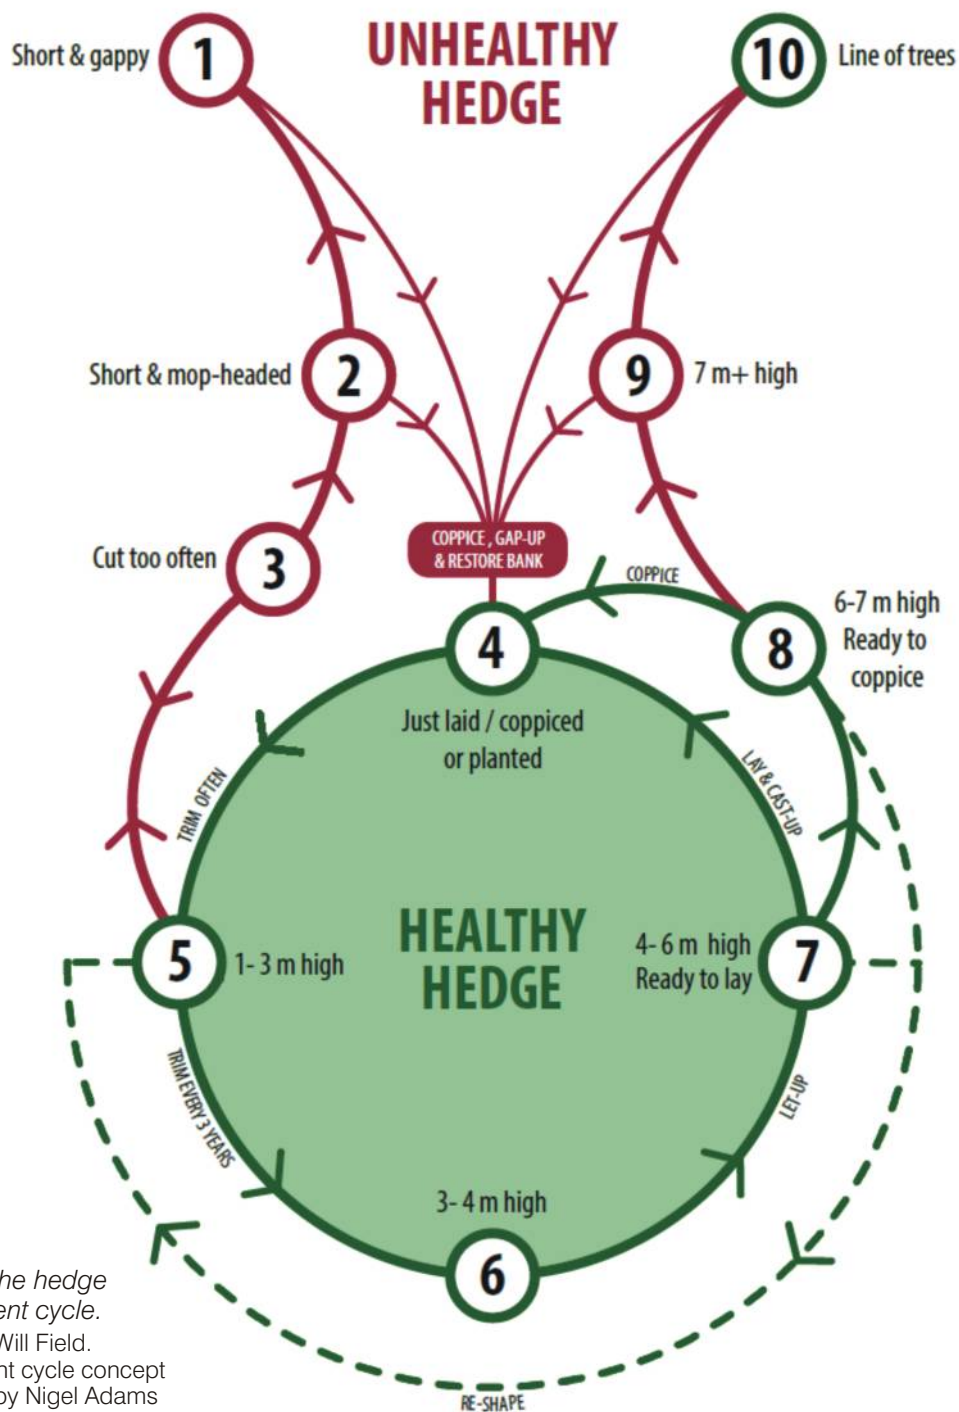 UNHEALTHY
HEDGE
Short & gappy
1
10
Line of trees
Short & mop-headed
2
9
7 m+ high
Cut too often
3
COPPICE , GAP-UP
& RESTORE BANK
COPPICE
4
8
6-7 m high
Ready to
coppice
Just laid / coppiced
or planted
TRIM OFTEN
LAY & CAST-UP
HEALTHY
HEDGE
5
1- 3 m high
4- 6 m high
Ready to lay
7
TRIM EVERY 3 YEARS
LET-UP
3- 4 m high
6
RE-SHAPE
he hedge
ent cycle.
Will Field.
nt cycle concept
by Nigel Adams